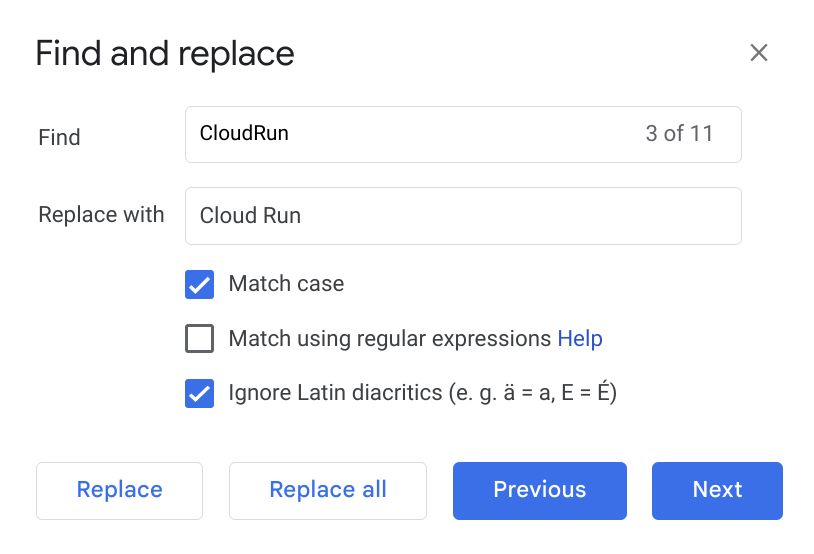 Find and replace
Find CloudRun 3 of 11
Replace with Cloud Run
Match case
Match using regular expressions Help
Ignore Latin diacritics (e. g. ä = a, E = É)
Replace Replace all Previous Next